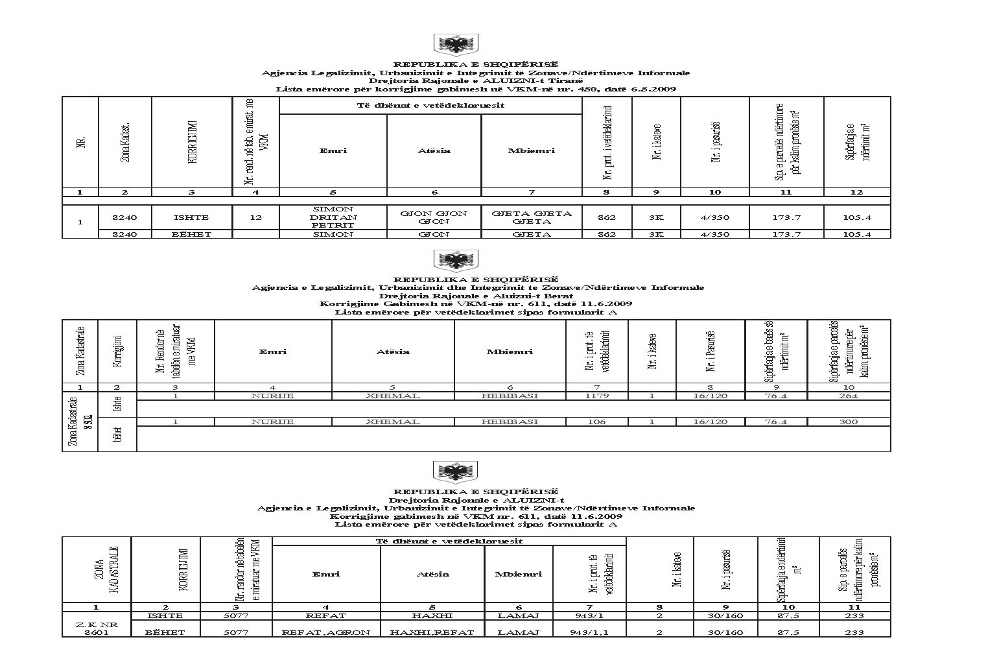 REPUBLIKA E SHQIPËRISË
Agjencia Legalizimit, Urbanizimit e Integrimit të Zonave/Ndërtimeve Informale
Drejtoria Rajonale e ALUIZNI-t Tiranë
Lista emërore për korrigjime gabimesh në VKM-në nr. 450, datë 6.5.2009
NR. Zona Kadast. KORRIGJIMI Nr. rend. në tab. e mirat. me VKM Të dhënat e vetëdeklaruesit Emri Atësia Mbiemri Nr. prot. i vetëdeklarimit Nr. i kateve Nr. i pasurisë Sip. e parcelës ndërtimore për kalim pronësie m² Sipërfaqja e ndërtimit m²
1 2 3 4 5 6 7 8 9 10 11 12
1 8240 ISHTE 12 SIMON DRITAN PETRIT GJON GJON GJON GJETA GJETA GJETA 862 3K 4/350 173.7 105.4
8240 BËHET SIMON GJON GJETA 862 3K 4/350 173.7 105.4
REPUBLIKA E SHQIPËRISË
Agjencia e Legalizimit, Urbanizimit dhe Integrimit te Zonave/Ndërtimeve Informale
Drejtoria Rajonale e Aluizni-t Berat
Korrigjime Gabimesh në VKM-në nr. 611, datë 11.6.2009
Lista emërore për vetëdeklarimet sipas formularit A
Zona Kadastrale Korrigjimi Nr. Rendor në tabelën e miratuar me VKM Emri Atësia Mbiemri Nr. i prot. të vetëdeklarimit Nr. i kateve Nr. i Pasurisë Sipërfaqja e bazës së ndërtimit m² Sipërfaqja e parcelës ndërtimore për kalim pronësie m²
1 2 3 4 5 6 7 8 9 10
Zona Kadastrale 8502 Ishte 1 NURIJE XHEMAL HEBIBASI 1179 1 16/120 76.4 264
bëhet 1 NURIJE XHEMAL HEBIBASI 106 1 16/120 76.4 300
REPUBLIKA E SHQIPËRISË
Drejtoria Rajonale e ALUIZNI-t
Agjencia e Legalizimit, Urbanizimit e Integrimit të Zonave/Ndërtimeve Informale
Korrigjime gabimesh në VKM nr. 611, datë 11.6.2009
Lista emërore për vetëdeklarimet sipas formularit A
ZONA KADASTRALE KORRIGJIMI Nr. rendor në tabelën e miratuar me VKM Të dhënat e vetëdeklaruesit Emri Atësia Mbiemri Nr. i prot. të vetëdeklarimit Nr. i kateve Nr. i pasurisë Sipërfaqja e ndërtimit m² Sip. e parcelës ndërtimore për kalim pronësie m²
1 2 3 4 5 6 7 8 9 10 11
Z.K NR 8601 ISHTE 5077 REFAT HAXHI LAMAJ 943/1 2 30/160 87.5 233
BËHET 5077 REFAT,AGRON HAXHI,REFAT LAMAJ 943/1,1 2 30/160 87.5 233